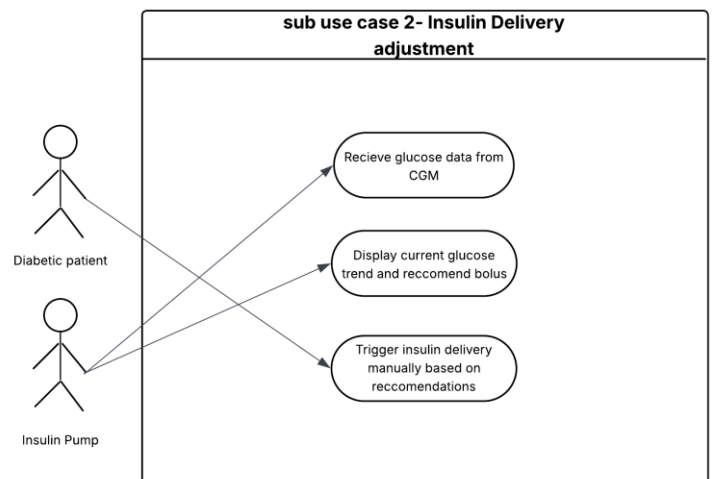 sub use case 2- Insulin Delivery
adjustment
Recieve glucose data from
CGM
Diabetic patient
Display current glucose
trend and reccomend bolus
Trigger insulin delivery
manually based on
reccomendations
Insulin Pump